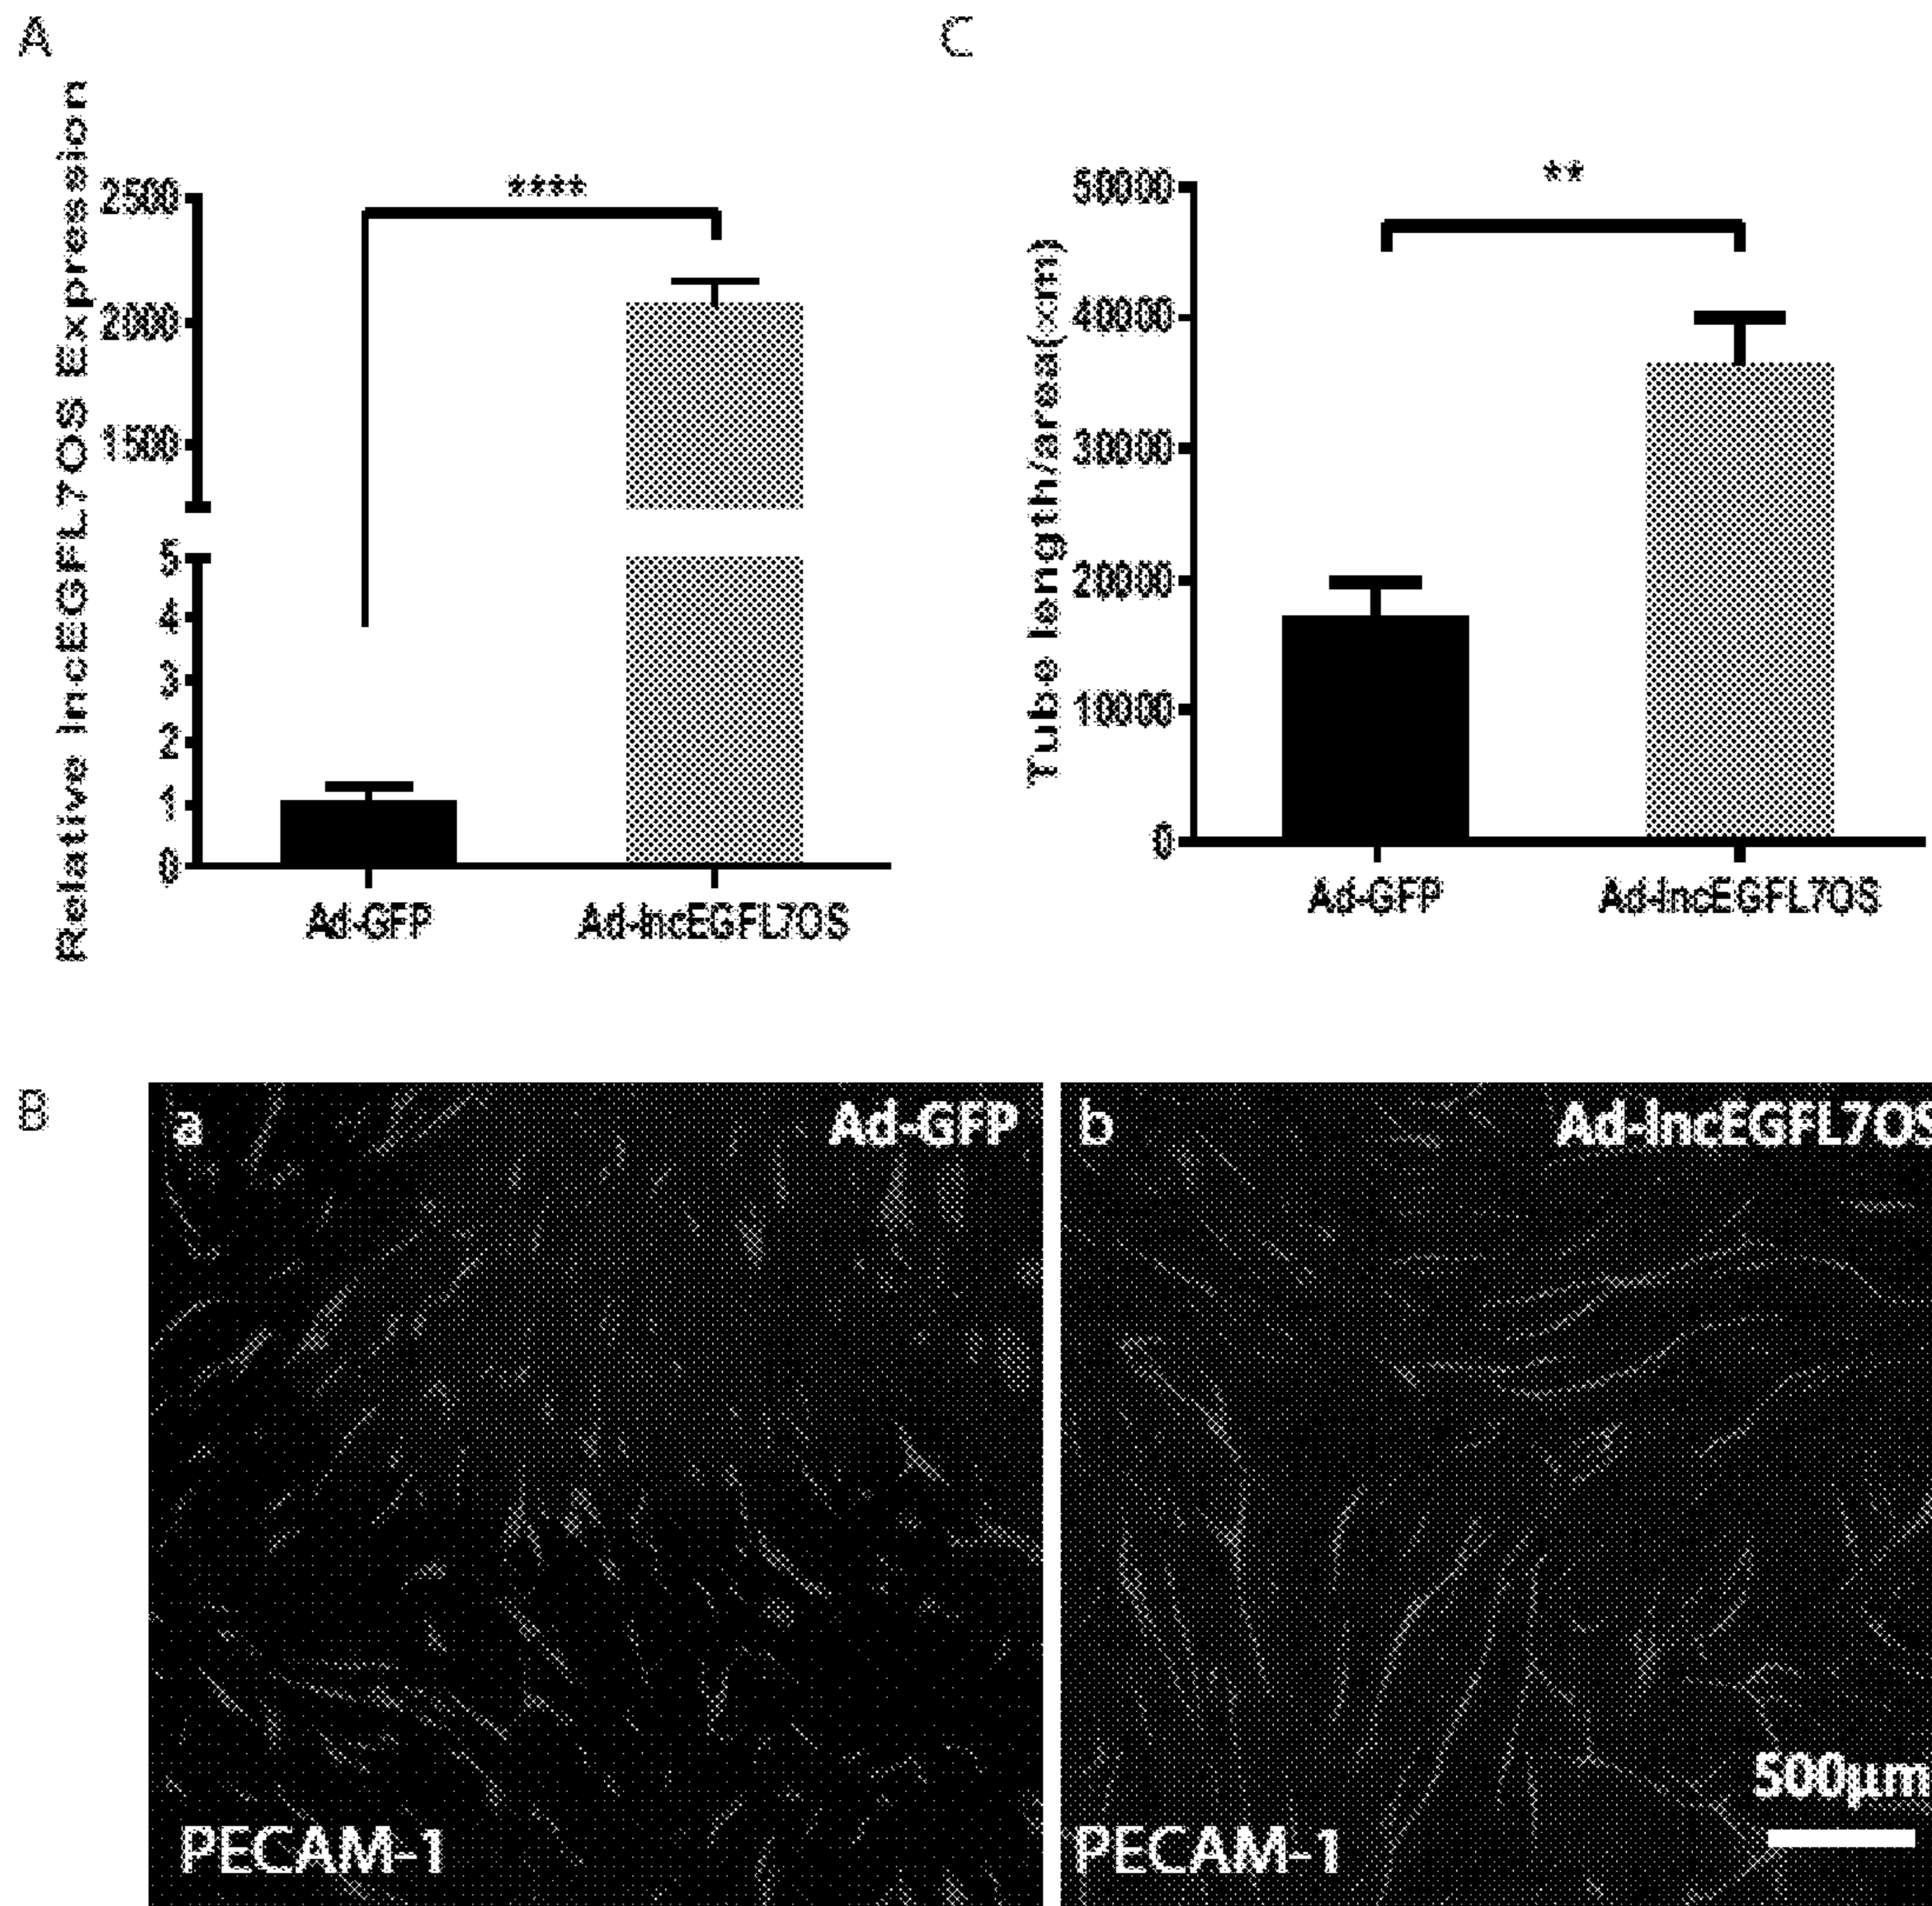 A
Relative lncEGFL7OS Expression
2500
2000
1500
5
4
3
2
1
0
****
Ad-GFP
Ad-lncEGFL7OS
C
50000
40000
30000
20000
10000
0
**
Ad-GFP
Ad-lncEGFL7OS
B
a
Ad-GFP
PECAM-1
b
Ad-lncEGFL7OS
500µm
PECAM-1
Tube length/area